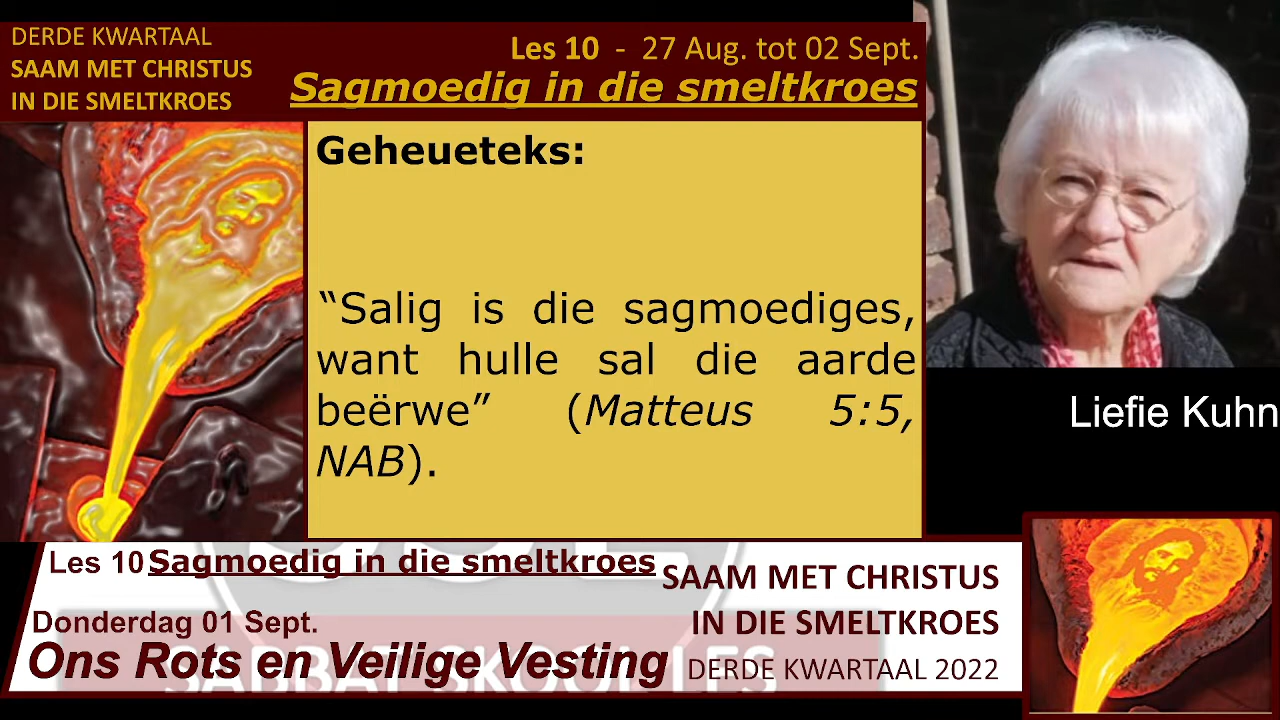 DERDE KWARTAAL
SAAM MET CHRISTUS
IN DIE SMELTKROES
Les 10 - 27 Aug. tot 02 Sept.
Sagmoedig in die smeltkroes
Geheueteks:
“Salig is die sagmoediges,
want hulle sal die aarde
beërwe” (Matteus 5:5,
NAB).
Liefie Kuhn
Les 10 Sagmoedig in die smeltkroes
Donderdag 01 Sept.
Ons Rots en Veilige Vesting
SAAM MET CHRISTUS
IN DIE SMELTKROES
DERDE KWARTAAL 2022
SABBAT SKOOL LES